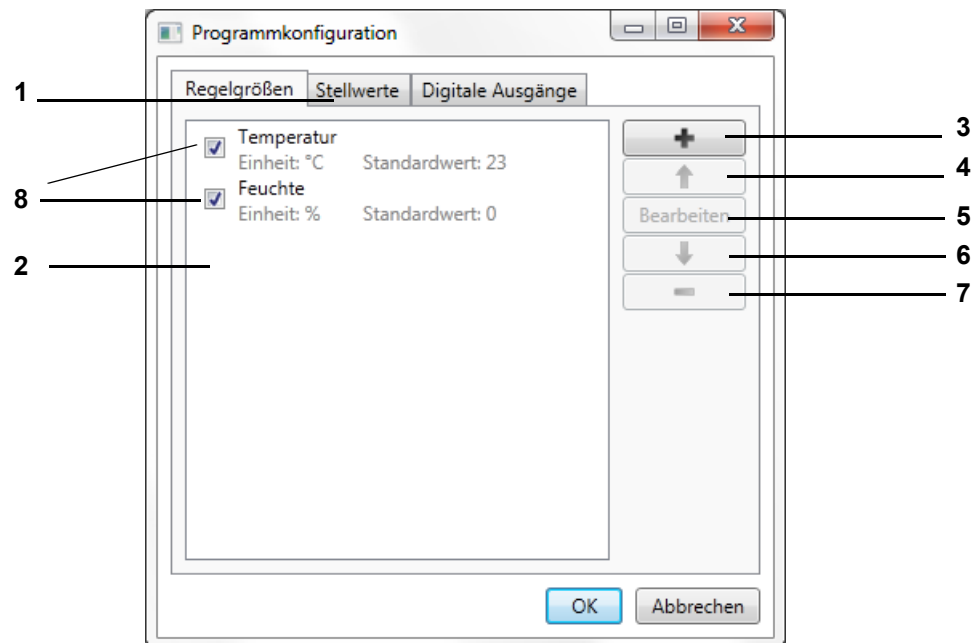 Programmkonfiguration
Regelgrößen Stellwerte Digitale Ausgänge
1
Temperatur
Einheit: °C Standardwert: 23
Feuchte
Einheit: % Standardwert: 0
8
2
3
4
Bearbeiten
5
6
7
OK Abbrechen